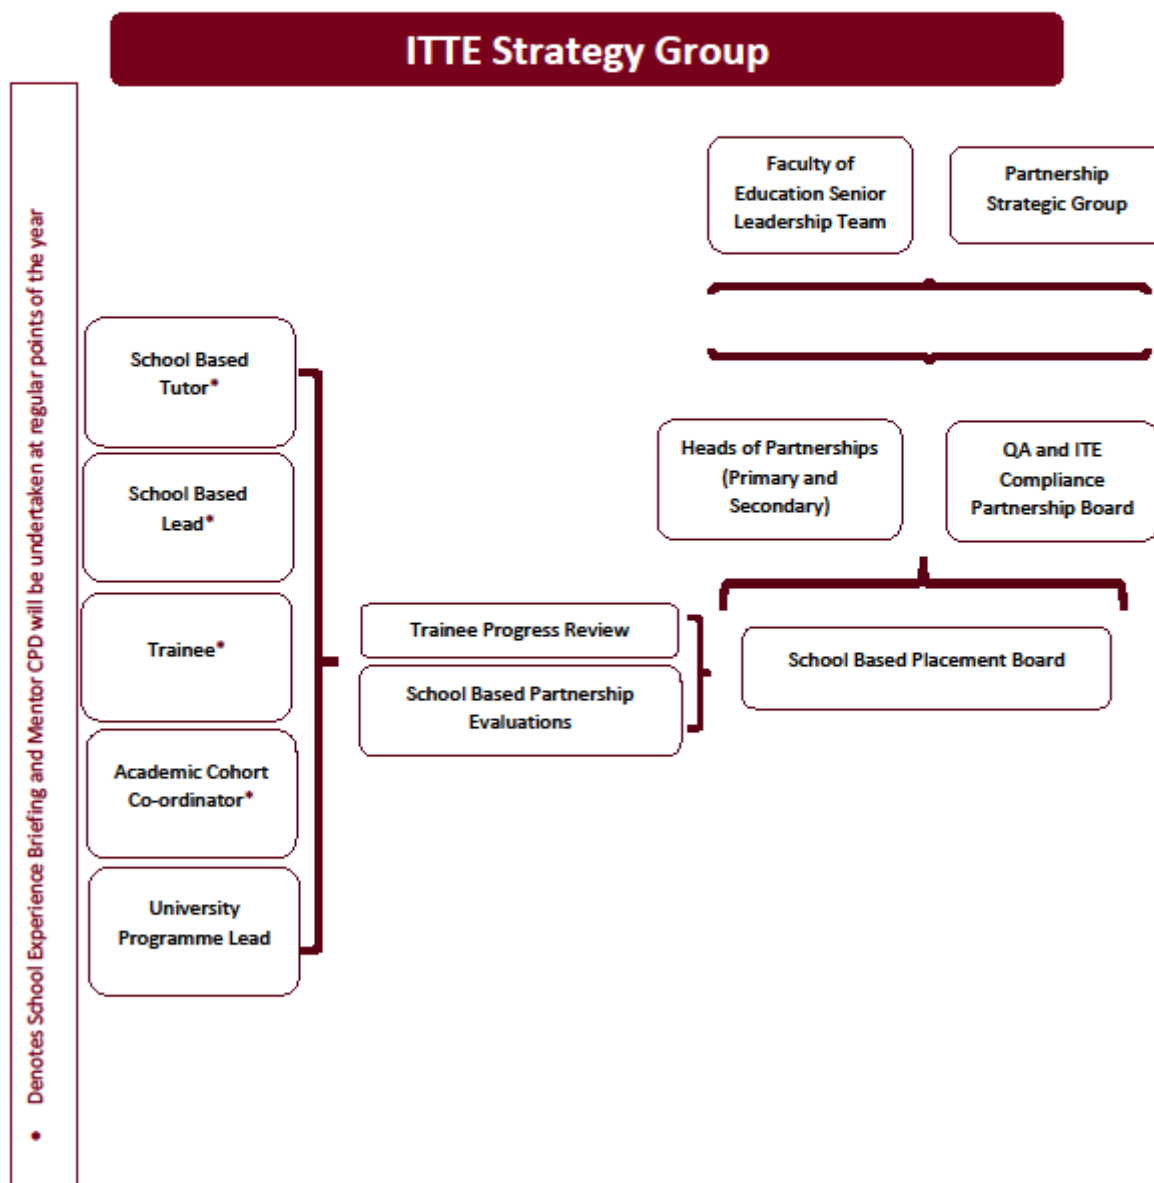 ITTE Strategy Group
• Denotes School Experience Briefing and Mentor CPD will be undertaken at regular points of the year
Faculty of
Education Senior
Leadership Team
Partnership
Strategic Group
School Based
Tutor*
School Based
Lead*
Trainee*
Academic Cohort
Co-ordinator*
University
Programme Lead
Trainee Progress Review
School Based Partnership
Evaluations
Heads of Partnerships
(Primary and
Secondary)
QA and ITE
Compliance
Partnership Board
School Based Placement Board